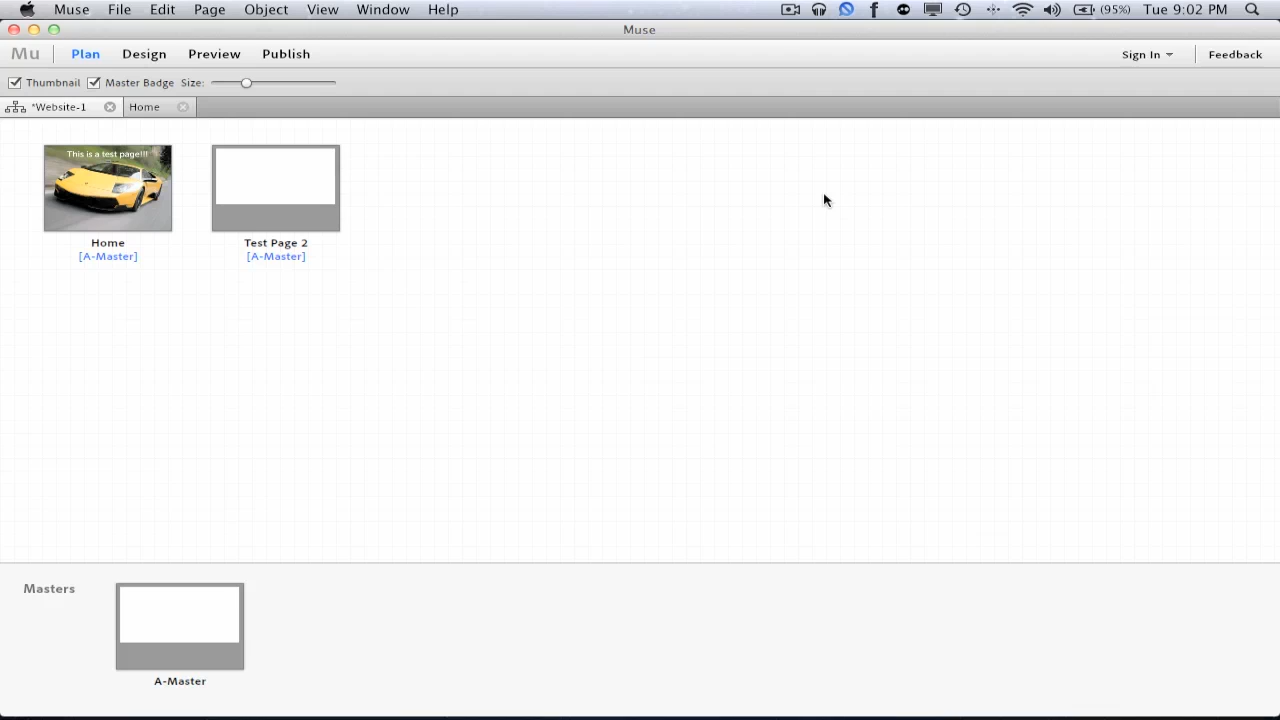 Muse File Edit Page Object View Window Help (95%) Tue 9:02 PM
Muse
Mu Plan Design Preview Publish Sign In Feedback
Thumbnail Master Badge Size:
*Website-1 Home
This is a test page!!!
Home Test Page 2
[A-Master] [A-Master]
Masters
A-Master